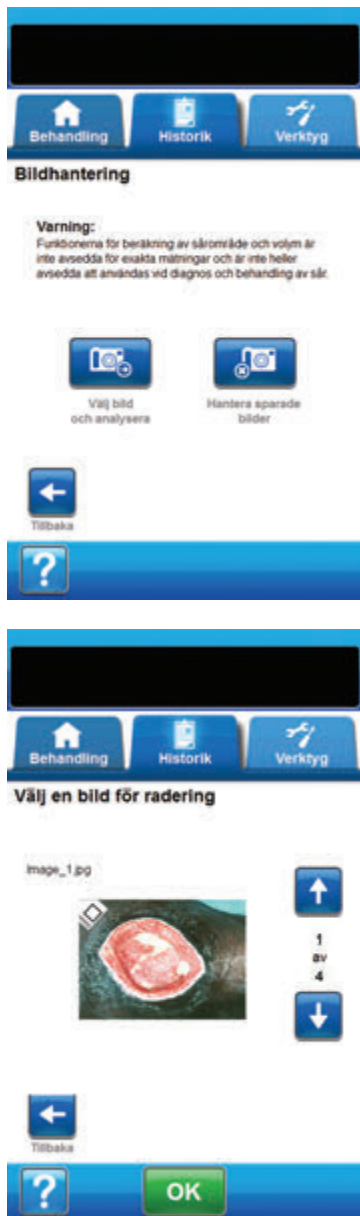 Behandling
Historik
Verktyg
Bildhantering
Varning:
Funktionerna för beräkning av sårområde och volym är
inte avsedda för exakta mätningar och är inte heller
avsedda att användas vid diagnos och behandling av sår.
Välj bild
och analysera
Hantera sparade
bilder
Tillbaka
?
Behandling
Historik
Verktyg
Välj en bild för radering
Image_1.jpg
1
av
4
Tillbaka
?
OK